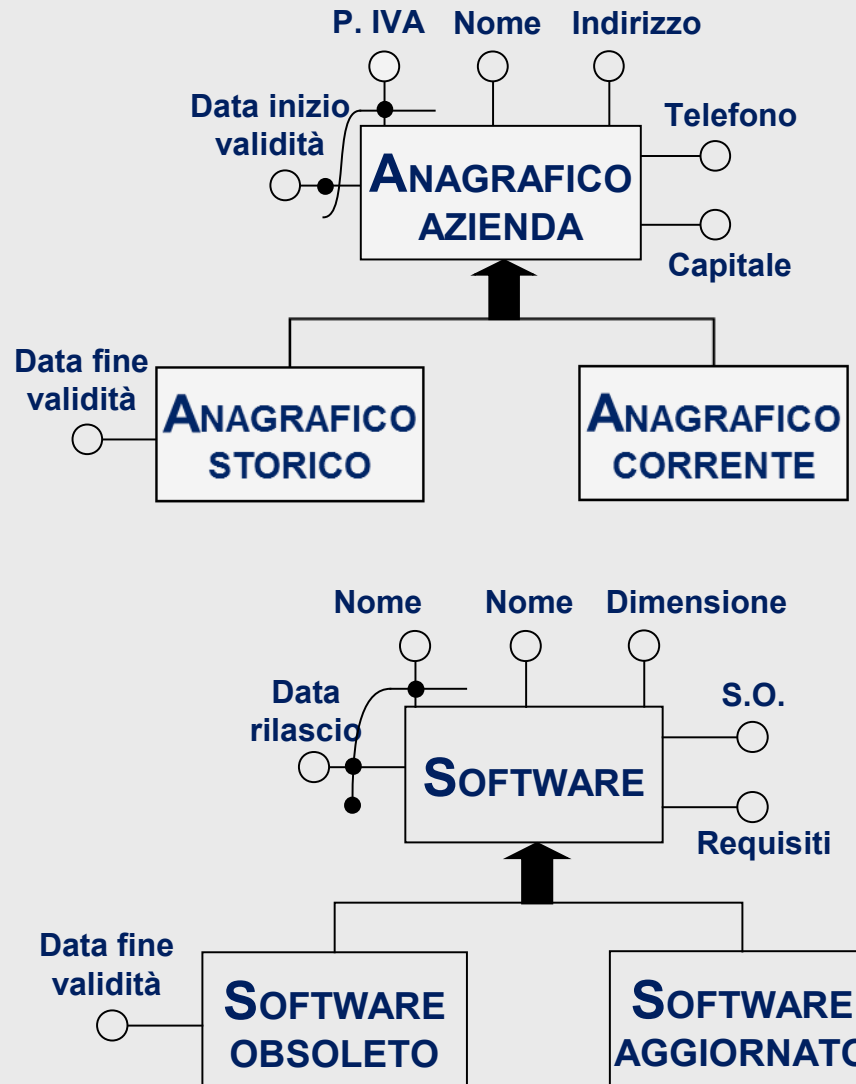 P. IVA Nome Indirizzo
Data inizio
validità
Telefono
ANAGRAFICO
AZIENDA
Capitale
Data fine
validità
ANAGRAFICO
STORICO
ANAGRAFICO
CORRENTE
Nome Nome Dimensione
Data
rilascio
S.O.
SOFTWARE
Requisiti
Data fine
validità
SOFTWARE
OBSOLETO
SOFTWARE
AGGIORNATO